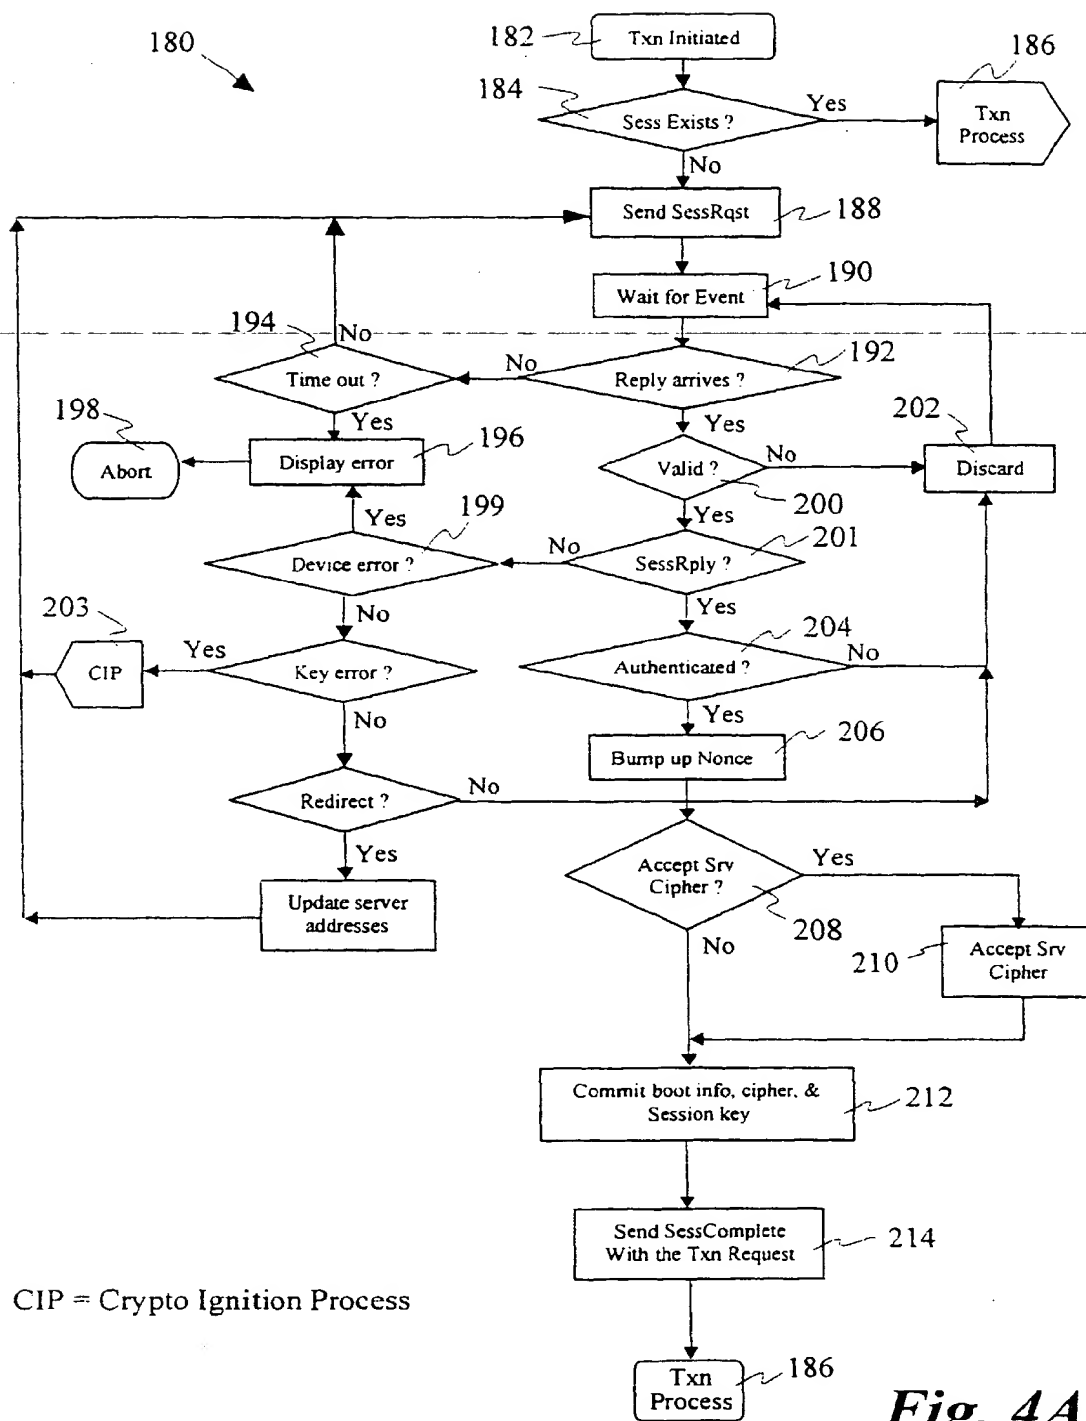 180
182
Txn Initiated
186
184
Sess Exists ?
Yes
Txn
Process
No
Send SessRqst
188
190
Wait for Event
194
No
192
Time out ?
No
Reply arrives ?
198
Yes
Yes
202
Abort
Display error
196
Valid ?
No
Discard
200
Yes
199
Yes
Device error ?
No
SessRply ?
201
203
No
Yes
204
CIP
Yes
Key error ?
Authenticated ?
No
No
Yes
Bump up Nonce
206
Redirect ?
No
Yes
Accept Srv
Cipher ?
Yes
Update server
addresses
208
No
210
Accept Srv
Cipher
Commit boot info, cipher, &
Session key
212
Send SessComplete
With the Txn Request
214
CIP = Crypto Ignition Process
Txn
Process
186
Fig. 4A